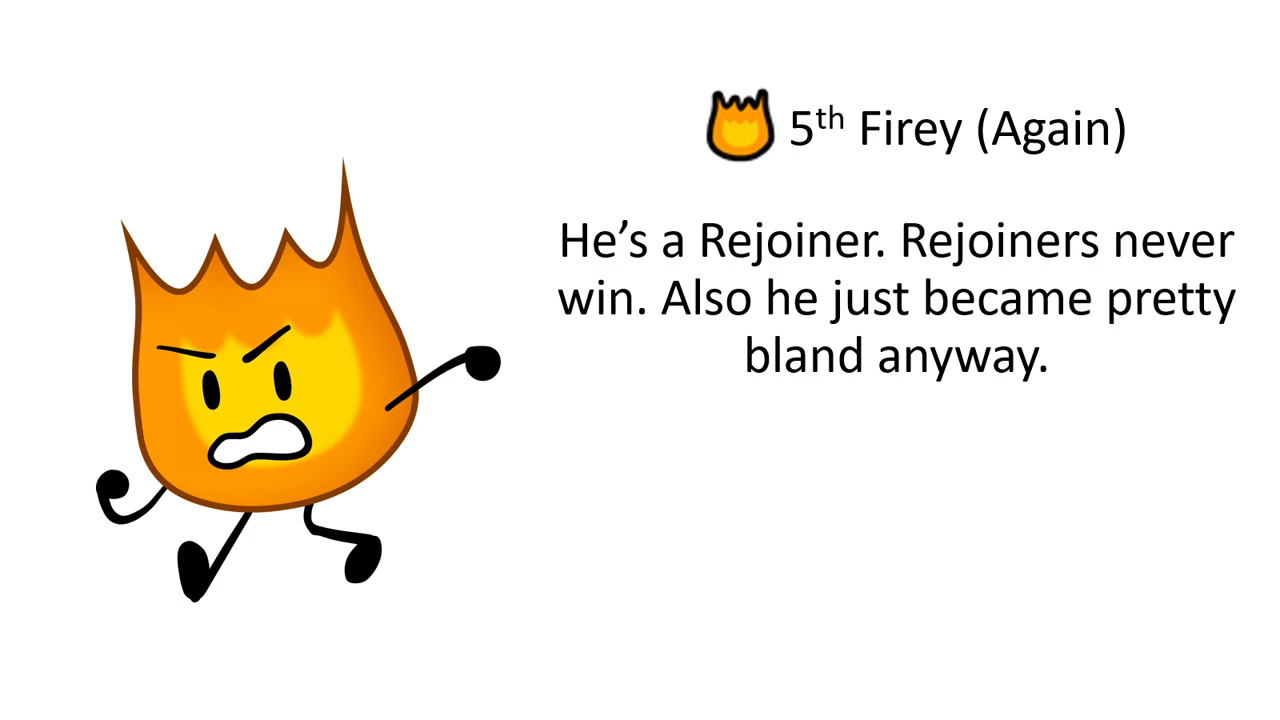 5th Firey (Again)
He’s a Rejoiner. Rejoiners never
win. Also he just became pretty
bland anyway.